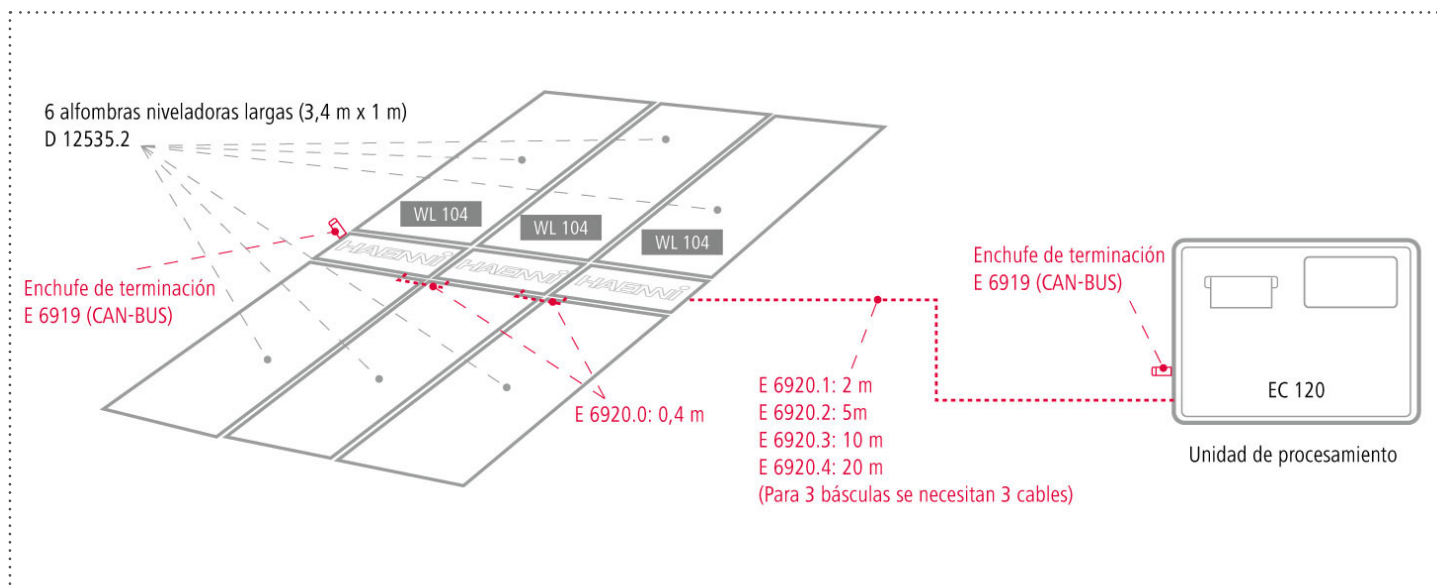 6 alfombras niveladoras largas (3,4 m x 1 m)
D 12535.2
WL 104
WL 104
WL 104
HAENNI
HAENNI
HAENNI
Enchufe de terminación
E 6919 (CAN-BUS)
E 6920.0: 0,4 m
E 6920.1: 2 m
E 6920.2: 5m
E 6920.3: 10 m
E 6920.4: 20 m
(Para 3 básculas se necesitan 3 cables)
Enchufe de terminación
E 6919 (CAN-BUS)
EC 120
Unidad de procesamiento